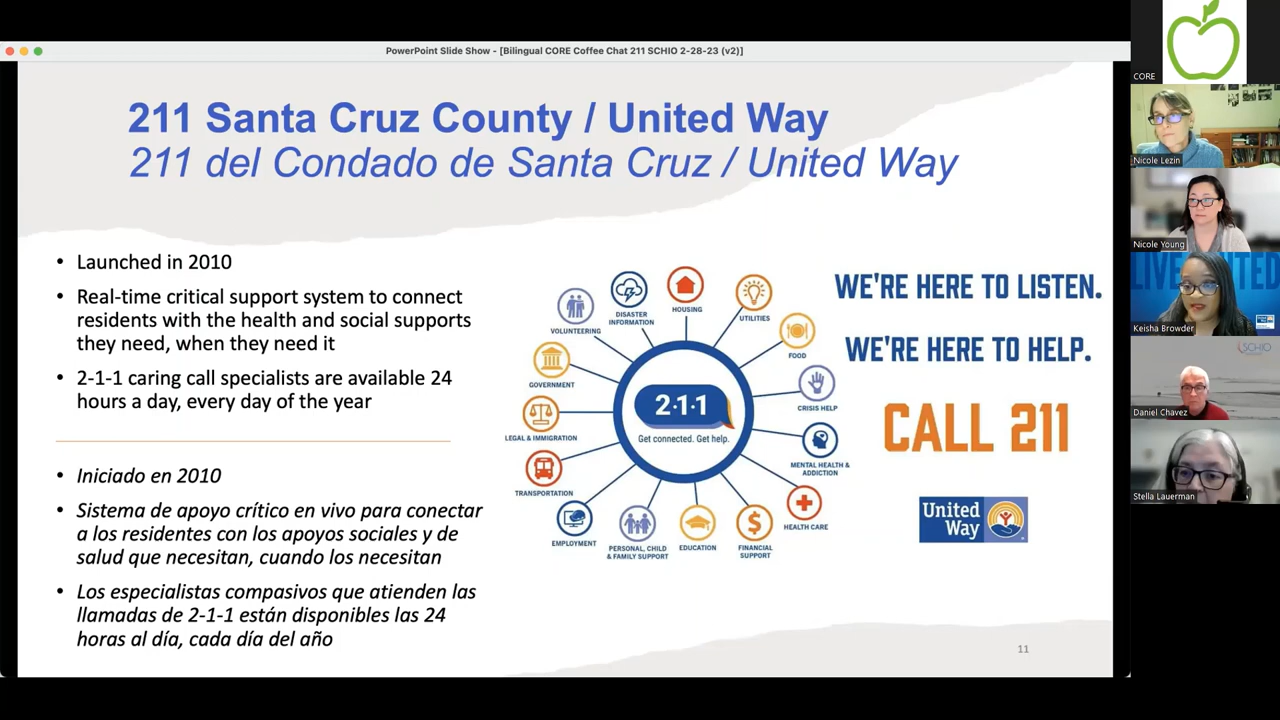 PowerPoint Slide Show - [Bilingual CORE Coffee Chat 211 SCHIO 2-28-23 (v2)]
211 Santa Cruz County / United Way
211 del Condado de Santa Cruz / United Way
• Launched in 2010
• Real-time critical support system to connect
residents with the health and social supports
they need, when they need it
• 2-1-1 caring call specialists are available 24
hours a day, every day of the year
• Iniciado en 2010
• Sistema de apoyo crítico en vivo para conectar
a los residentes con los apoyos sociales y de
salud que necesitan, cuando los necesitan
• Los especialistas compasivos que atienden las
llamadas de 2-1-1 están disponibles las 24
horas al día, cada día del año
HOUSING
UTILITIES
FOOD
CRISIS HELP
MENTAL HEALTH &
ADDICTION
HEALTH CARE
FINANCIAL
SUPPORT
EDUCATION
PERSONAL, CHILD
& FAMILY SUPPORT
EMPLOYMENT
TRANSPORTATION
LEGAL & IMMIGRATION
GOVERNMENT
VOLUNTEERING
DISASTER
INFORMATION
2·1·1
Get connected. Get help.
WE'RE HERE TO LISTEN.
WE'RE HERE TO HELP.
CALL 211
United
Way
11
CORE
Nicole Lezin
Nicole Young
LIVE UNITED
Keisha Browder
SCHIO
Daniel Chavez
Stella Lauerman